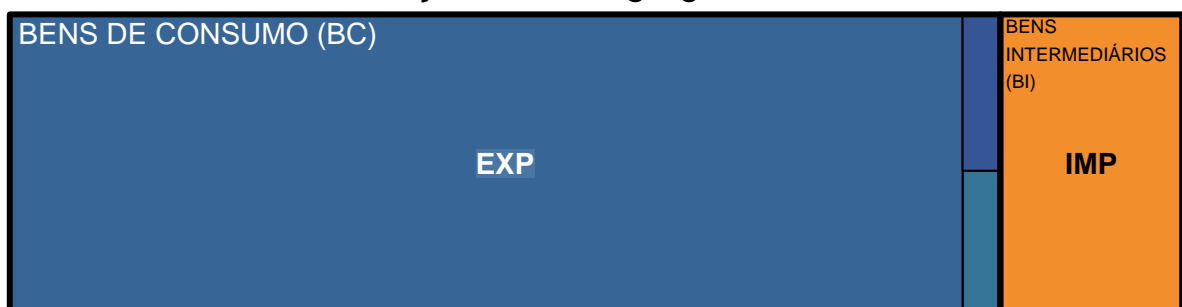 BENS DE CONSUMO (BC)
EXP
BENS
INTERMEDIÁRIOS
(BI)
IMP